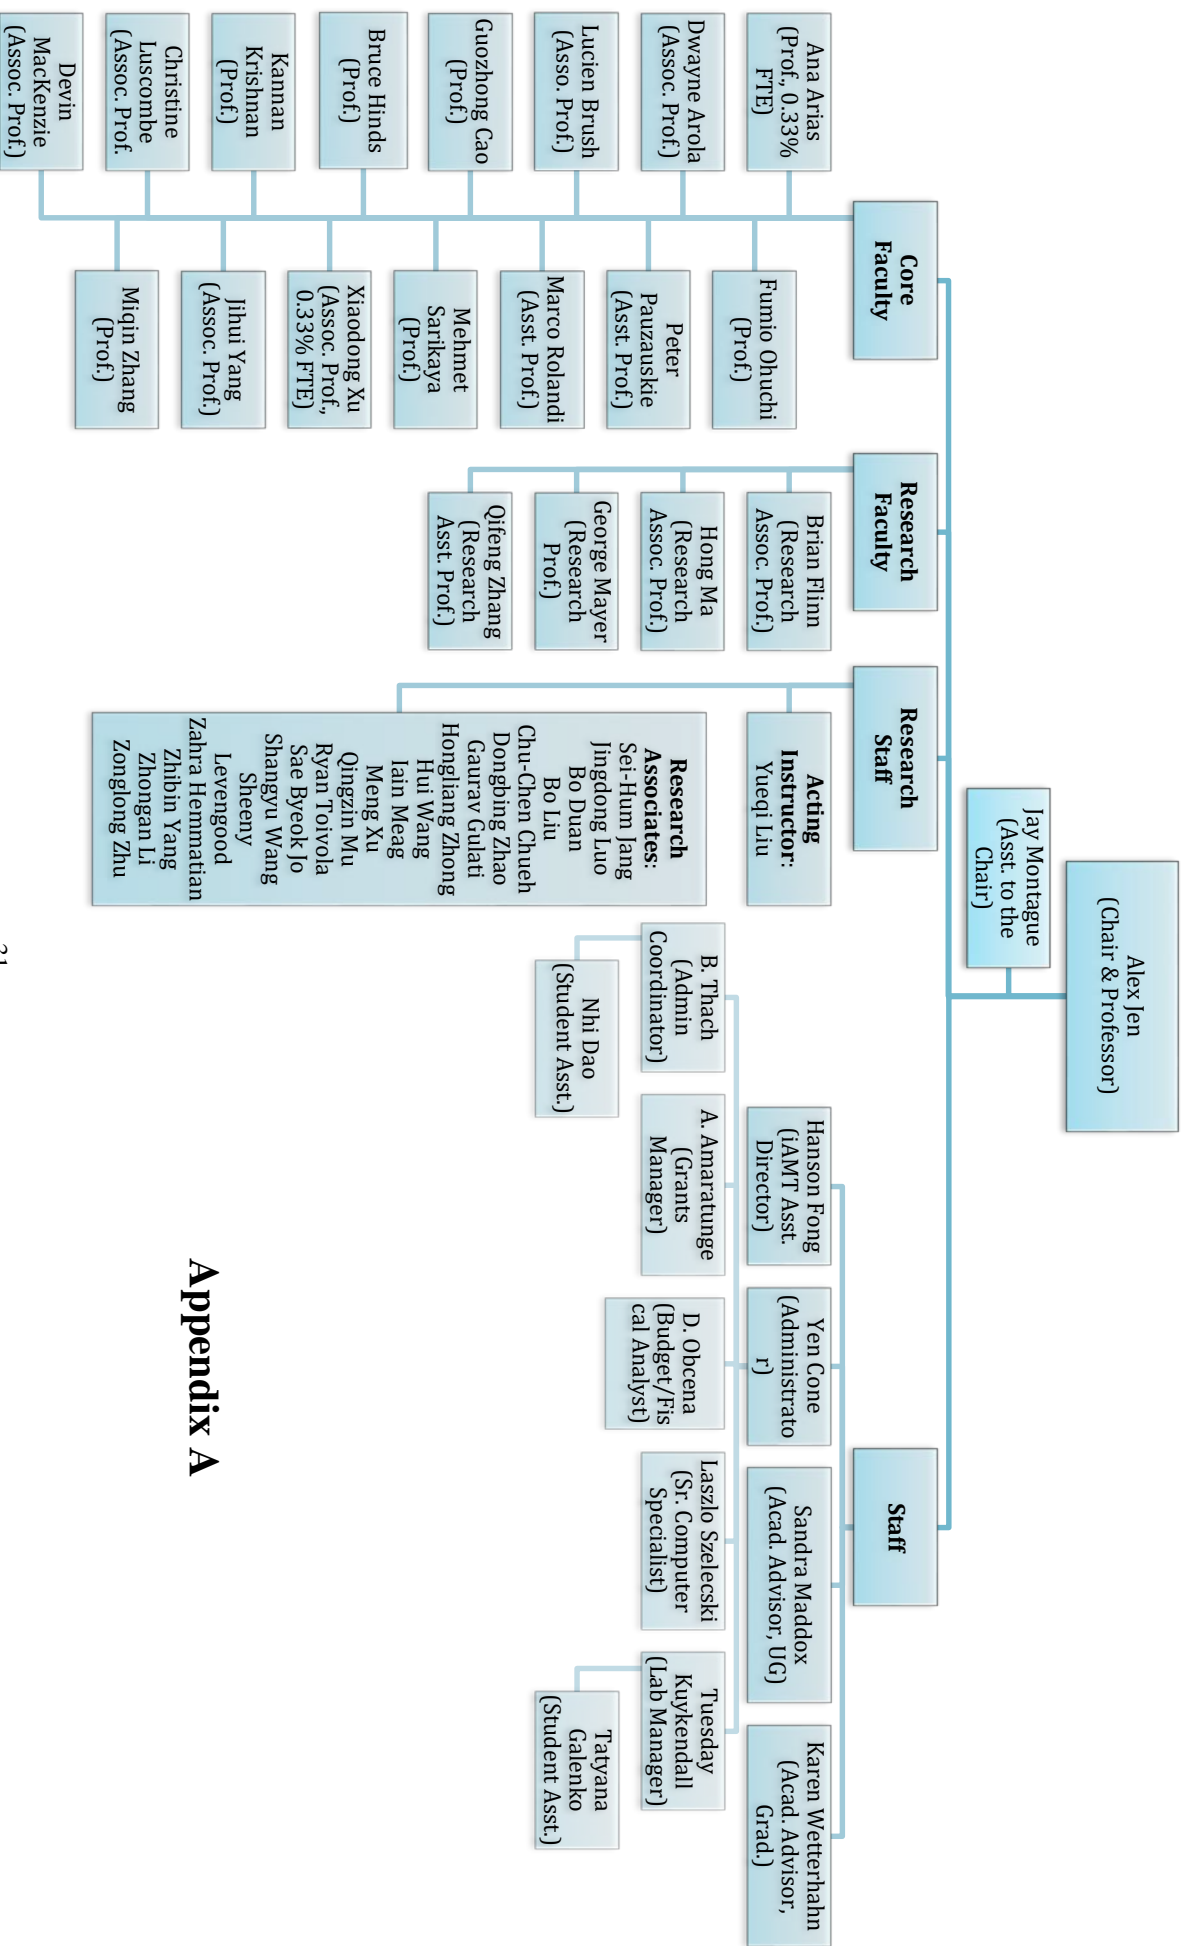 Alex Jen
(Chair & Professor)
Jay Montague
(Asst. to the
Chair)
Core
Faculty
Ana Arias
(Prof., 0.33%
FTE)
Fumio Ohuchi
(Prof.)
Dwayne Arola
(Assoc. Prof.)
Peter
Pauzauskie
(Asst. Prof.)
Lucien Brush
(Asso. Prof.)
Marco Rolandi
(Asst. Prof.)
Guozhong Cao
(Prof.)
Mehmet
Sarikaya
(Prof.)
Bruce Hinds
(Prof.)
Xiaodong Xu
(Assoc. Prof.,
0.33% FTE)
Kannan
Krishnan
(Prof.)
Jihui Yang
(Assoc. Prof.)
Christine
Luscombe
(Assoc. Prof.
Miqin Zhang
(Prof.)
Devin
MacKenzie
(Assoc. Prof.)
Research
Faculty
Brian Flinn
(Research
Assoc. Prof.)
Hong Ma
(Research
Assoc. Prof.)
George Mayer
(Research
Prof.)
Qifeng Zhang
(Research
Asst. Prof.)
Research
Staff
Acting
Instructor:
Yueqi Liu
Research
Associates:
Sei-Hum Jang
Jingdong Luo
Bo Duan
Bo Liu
Chu-Chen Chueh
Dongbing Zhao
Gaurav Gulati
Hongliang Zhong
Hui Wang
Iain Meag
Meng Xu
Qingzin Mu
Ryan Toivola
Sae Byeok Jo
Shangyu Wang
Sheeny
Levengood
Zahra Hemmatian
Zhibin Yang
Zhongan Li
Zonglong Zhu
Staff
Hanson Fong
(iAMT Asst.
Director)
Yen Cone
(Administrato
r)
Sandra Maddox
(Acad. Advisor, UG)
Karen Wetterhahn
(Acad. Advisor,
Grad.)
B. Thach
(Admin
Coordinator)
Nhi Dao
(Student Asst.)
A. Amaratunge
(Grants
Manager)
D. Obcena
(Budget/Fis
cal Analyst)
Laszlo Szelecski
(Sr. Computer
Specialist)
Tuesday
Kuykendall
(Lab Manager)
Tatyana
Galenko
(Student Asst.)
Appendix A